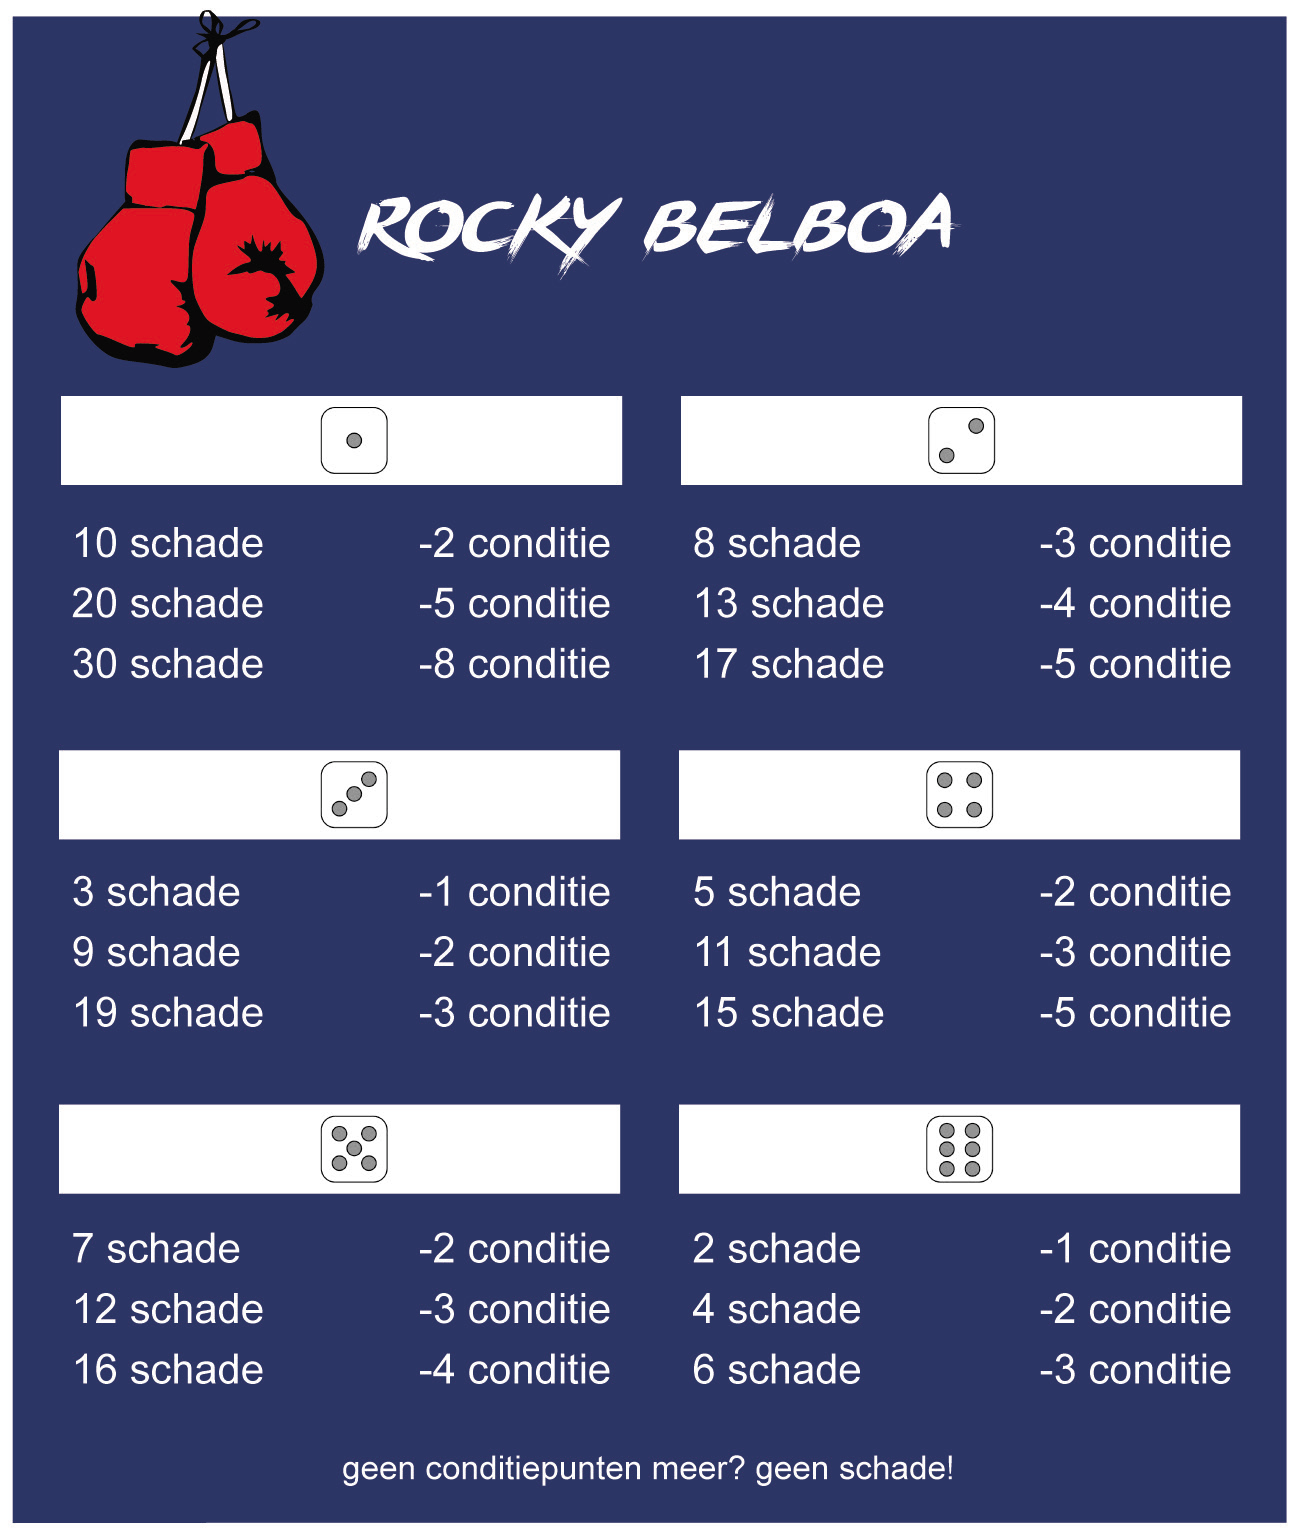 ROCKY BELBOA
10 schade -2 conditie
20 schade -5 conditie
30 schade -8 conditie
8 schade -3 conditie
13 schade -4 conditie
17 schade -5 conditie
3 schade -1 conditie
9 schade -2 conditie
19 schade -3 conditie
5 schade -2 conditie
11 schade -3 conditie
15 schade -5 conditie
7 schade -2 conditie
12 schade -3 conditie
16 schade -4 conditie
2 schade -1 conditie
4 schade -2 conditie
6 schade -3 conditie
geen conditiepunten meer? geen schade!